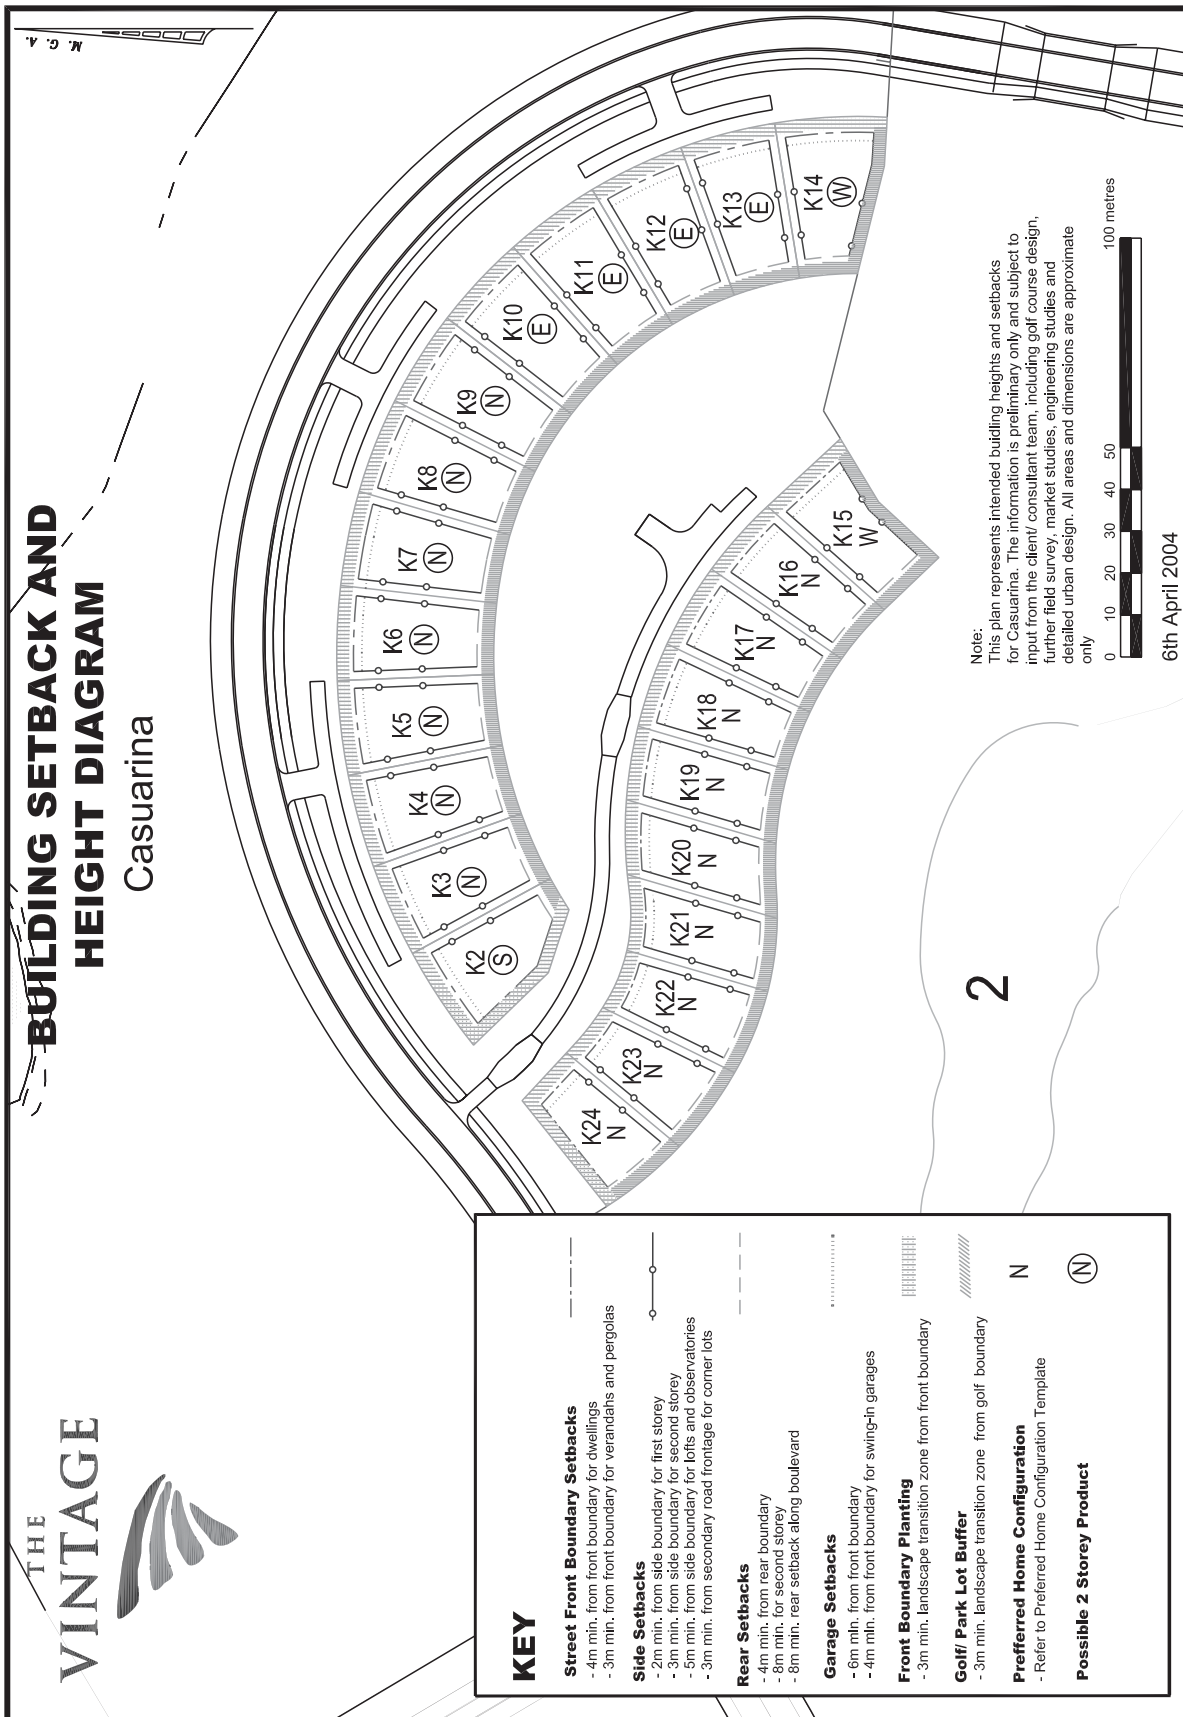 BUILDING SETBACK AND
HEIGHT DIAGRAM
Casuarina
M. G. A.
THE
VINTAGE
K2
S
K3
N
K4
N
K5
N
K6
N
K7
N
K8
N
K9
N
K10
E
K11
E
K12
E
K13
E
K14
W
K15
W
K16
N
K17
N
K18
N
K19
N
K20
N
K21
N
K22
N
K23
N
K24
N
2
KEY
Street Front Boundary Setbacks
- 4m min. from front boundary for dwellings
- 3m min. from front boundary for verandahs and pergolas
Side Setbacks
- 2m min. from side boundary for first storey
- 3m min. from side boundary for second storey
- 5m min. from side boundary for lofts and observatories
- 3m min. from secondary road frontage for corner lots
Rear Setbacks
- 4m min. from rear boundary
- 8m min. for second storey
- 8m min. rear setback along boulevard
Garage Setbacks
- 6m min. from front boundary
- 4m min. from front boundary for swing-in garages
Front Boundary Planting
- 3m min. landscape transition zone from front boundary
Golf/ Park Lot Buffer
- 3m min. landscape transition zone from golf boundary
Prefferred Home Configuration
- Refer to Preferred Home Configuration Template
N
Possible 2 Storey Product
N
Note:
This plan represents intended buidling heights and setbacks
for Casuarina. The information is preliminary only and subject to
input from the client/ consultant team, including golf course design,
further field survey, market studies, engineering studies and
detailed urban design. All areas and dimensions are approximate
only
0 10 20 30 40 50 100 metres
6th April 2004